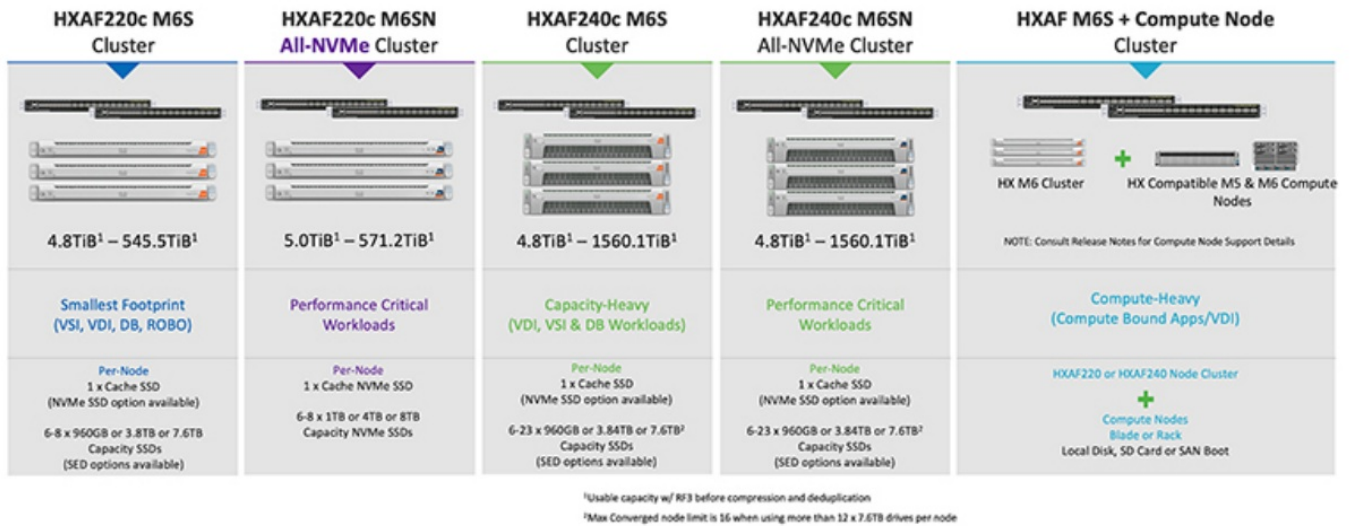 HXAF220c M6S
Cluster
4.8TiB¹ – 545.5TiB¹
Smallest Footprint
(VSI, VDI, DB, ROBO)
Per-Node
1 x Cache SSD
(NVMe SSD option available)
6-8 x 960GB or 3.8TB or 7.6TB
Capacity SSDs
(SED options available)
HXAF220c M6SN
All-NVMe Cluster
5.0TiB¹ – 571.2TiB¹
Performance Critical
Workloads
Per-Node
1 x Cache NVMe SSD
6-8 x 1TB or 4TB or 8TB
Capacity NVMe SSDs
HXAF240c M6S
Cluster
4.8TiB¹ – 1560.1TiB¹
Capacity-Heavy
(VDI, VSI & DB Workloads)
Per-Node
1 x Cache SSD
(NVMe SSD option available)
6-23 x 960GB or 3.84TB or 7.6TB²
Capacity SSDs
(SED options available)
HXAF240c M6SN
All-NVMe Cluster
4.8TiB¹ – 1560.1TiB¹
Performance Critical
Workloads
Per-Node
1 x Cache SSD
(NVMe SSD option available)
6-23 x 960GB or 3.84TB or 7.6TB²
Capacity SSDs
(SED options available)
HXAF M6S + Compute Node
Cluster
HX M6 Cluster
+
HX Compatible M5 & M6 Compute
Nodes
NOTE: Consult Release Notes for Compute Node Support Details
Compute-Heavy
(Compute Bound Apps/VDI)
HXAF220 or HXAF240 Node Cluster
+
Compute Nodes
Blade or Rack
Local Disk, SD Card or SAN Boot
¹Usable capacity w/ RF3 before compression and deduplication
²Max Converged node limit is 16 when using more than 12 x 7.6TB drives per node